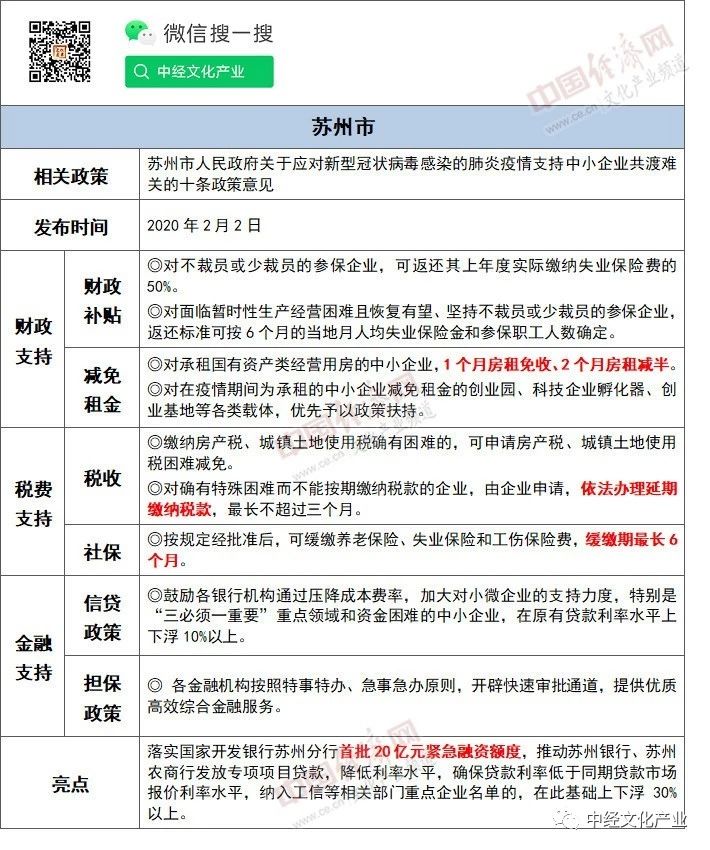 微信搜一搜
中经文化产业
中国经济网
www.ce.cn 文化产业频道
苏州市
相关政策
苏州市人民政府关于应对新型冠状病毒感染的肺炎疫情支持中小企业共渡难
关的十条政策意见
发布时间
2020 年 2 月 2 日
财政
支持
财政
补贴
◎对不裁员或少裁员的参保企业，可返还其上年度实际缴纳失业保险费的
50%。
◎对面临暂时性生产经营困难且恢复有望、坚持不裁员或少裁员的参保企业，
返还标准可按 6 个月的当地月人均失业保险金和参保职工人数确定。
减免
租金
◎对承租国有资产类经营用房的中小企业，1 个月房租免收、2 个月房租减半。
◎对在疫情期间为承租的中小企业减免租金的创业园、科技企业孵化器、创
业基地等各类载体，优先予以政策扶持。
中国经济网
www.ce.cn 文化产业频道
税费
支持
税收
◎缴纳房产税、城镇土地使用税确有困难的，可申请房产税、城镇土地使用
税困难减免。
◎对确有特殊困难而不能按期缴纳税款的企业，由企业申请，依法办理延期
缴纳税款，最长不超过三个月。
社保
◎按规定经批准后，可缓缴养老保险、失业保险和工伤保险费，缓缴期最长 6
个月。
金融
支持
信贷
政策
◎鼓励各银行机构通过压降成本费率，加大对小微企业的支持力度，特别是
“三必须一重要”重点领域和资金困难的中小企业，在原有贷款利率水平上
下浮 10%以上。
担保
政策
◎ 各金融机构按照特事特办、急事急办原则，开辟快速审批通道，提供优质
高效综合金融服务。
亮点
落实国家开发银行苏州分行首批 20 亿元紧急融资额度，推动苏州银行、苏州
农商行发放专项项目贷款，降低利率水平，确保贷款利率低于同期贷款市场
报价利率水平，纳入工信等相关部门重点企业名单的，在此基础上下浮 30%
以上。
中国经济网
www.ce.cn 文化产业频道
中经文化产业